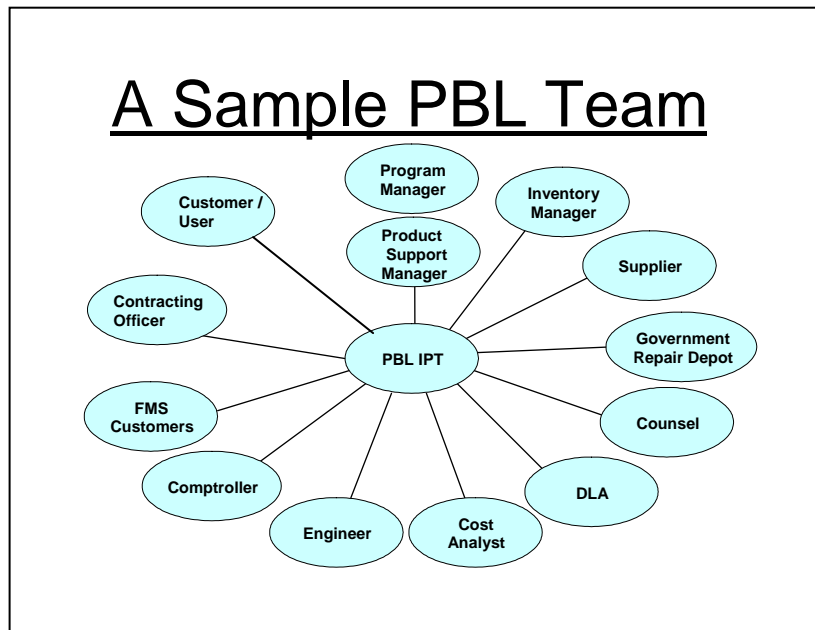 A Sample PBL Team
Program
Manager
Customer /
User
Inventory
Manager
Product
Support
Manager
Supplier
Contracting
Officer
Government
Repair Depot
PBL IPT
FMS
Customers
Counsel
Comptroller
DLA
Engineer
Cost
Analyst